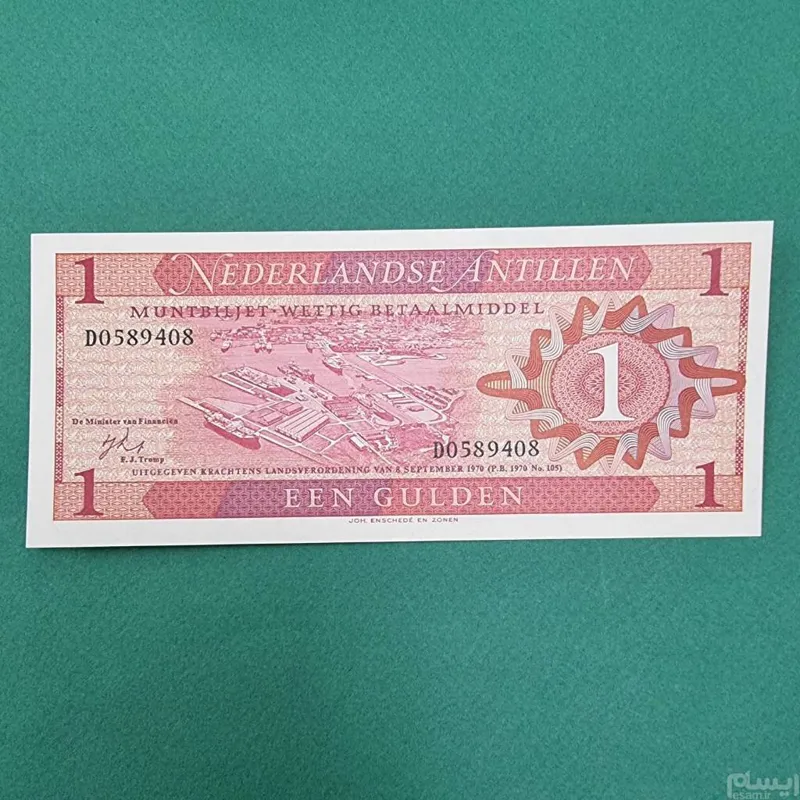 1 NEDERLANDSE ANTILLEN 1
MUNTBILJET-WETTIG BETAALMIDDEL
D0589408
1
De Minister van Financiën
F. J. Tromp
D0589408
UITGEGEVEN KRACHTENS LANDSVERORDENING VAN 8 SEPTEMBER 1970 (P.B. 1970 No. 105)
1 EEN GULDEN 1
JOH. ENSCHEDÉ EN ZONEN
ایسام
esam.ir